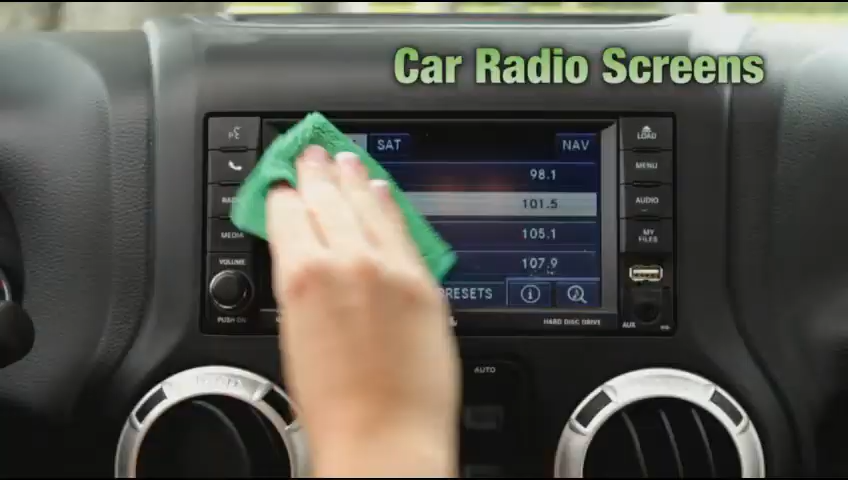 Car Radio Screens
SAT
NAV
LOAD
98.1
MENU
RADIO
101.5
AUDIO
MEDIA
105.1
MY
FILES
107.9
VOLUME
PRESETS
PUSH ON
HARD DISC DRIVE
AUX
AUTO